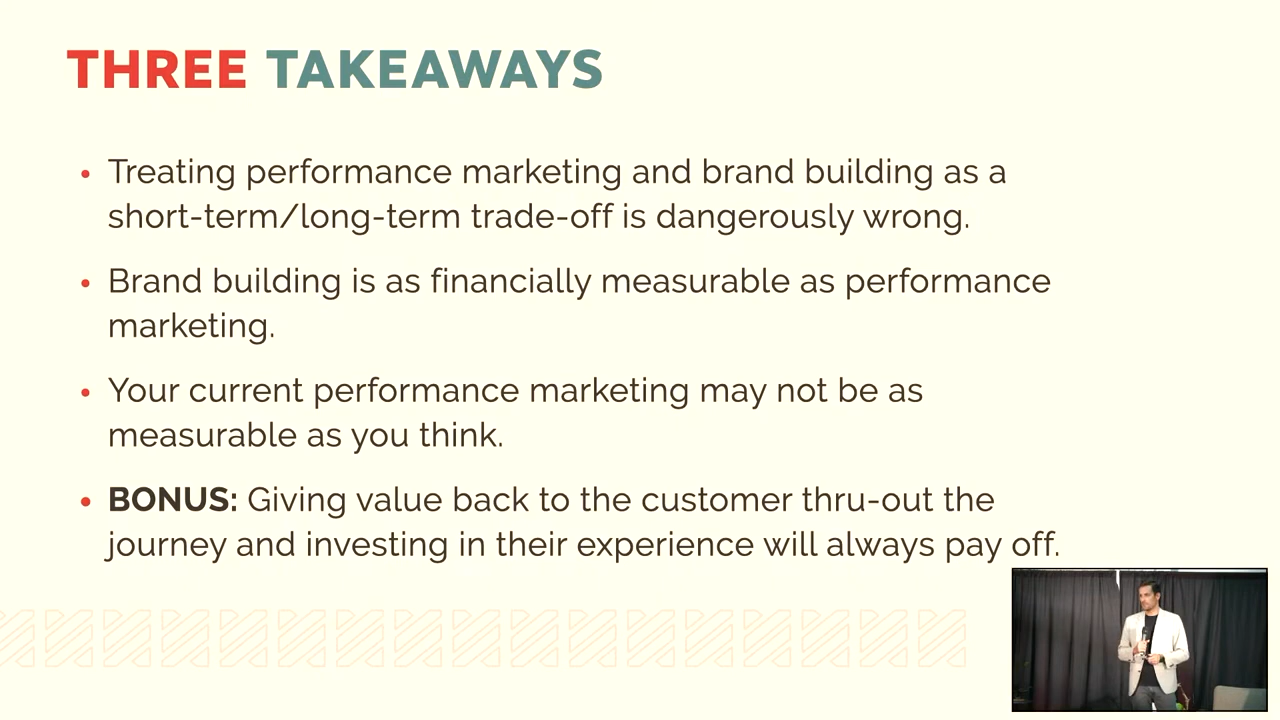 THREE TAKEAWAYS
• Treating performance marketing and brand building as a
short-term/long-term trade-off is dangerously wrong.
• Brand building is as financially measurable as performance
marketing.
• Your current performance marketing may not be as
measurable as you think.
• BONUS: Giving value back to the customer thru-out the
journey and investing in their experience will always pay off.